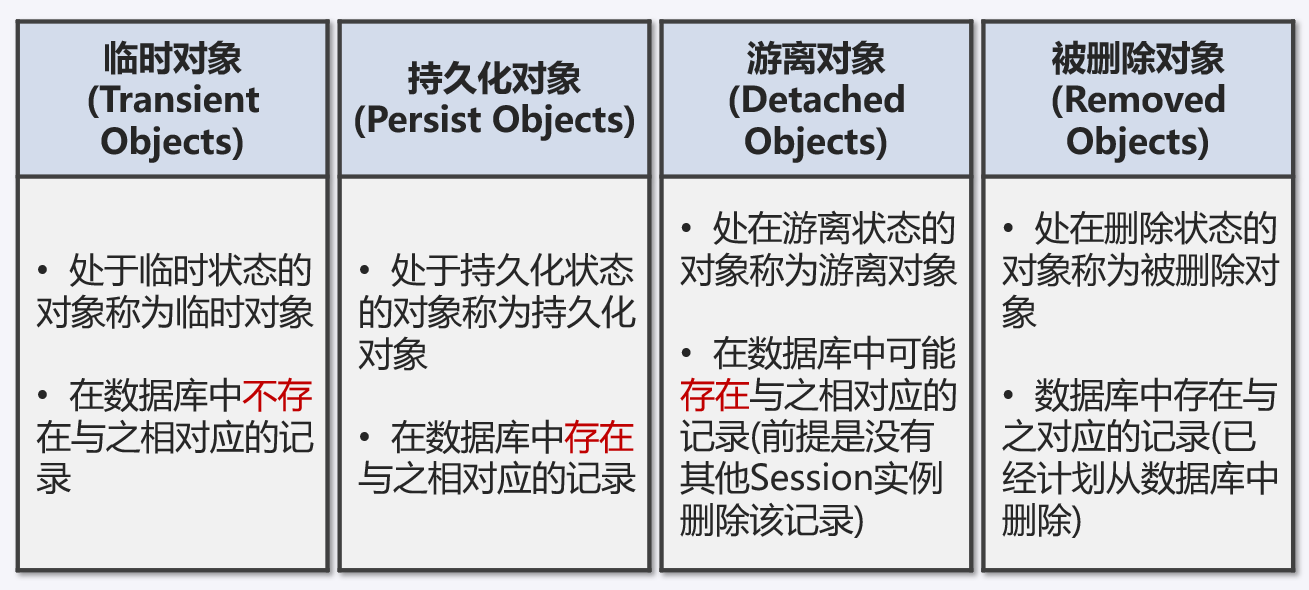 临时对象
(Transient
Objects)
• 处于临时状态的
对象称为临时对象
• 在数据库中不存
在与之相对应的记
录
持久化对象
(Persist Objects)
• 处于持久化状态
的对象称为持久化
对象
• 在数据库中存在
与之相对应的记录
游离对象
(Detached
Objects)
• 处在游离状态的
对象称为游离对象
• 在数据库中可能
存在与之相对应的
记录(前提是没有
其他Session实例
删除该记录)
被删除对象
(Removed
Objects)
• 处在删除状态的
对象称为被删除对
象
• 数据库中存在与
之对应的记录(已
经计划从数据库中
删除)